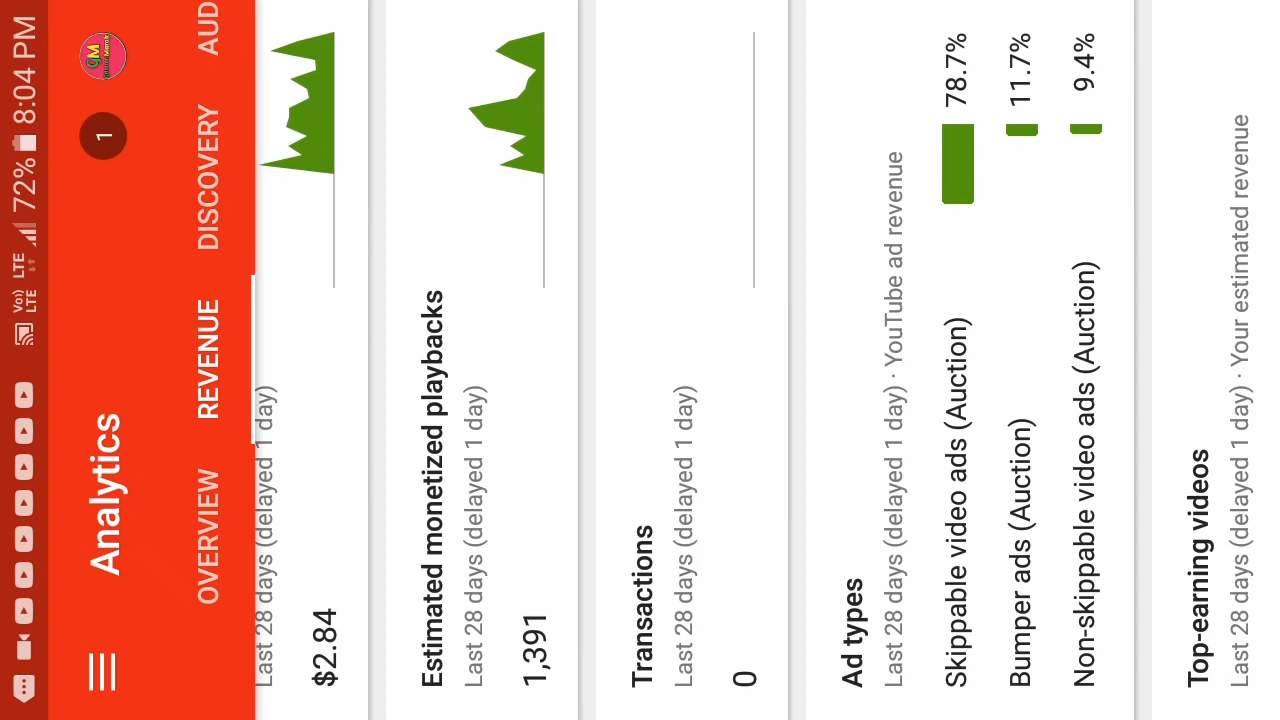 Vo)) LTE LTE 72% 8:04 PM
Analytics 1 GM
OVERVIEW REVENUE DISCOVERY AUD
Last 28 days (delayed 1 day)
$2.84
Estimated monetized playbacks
Last 28 days (delayed 1 day)
1,391
Transactions
Last 28 days (delayed 1 day)
0
Ad types
Last 28 days (delayed 1 day) · YouTube ad revenue
Skippable video ads (Auction) 78.7%
Bumper ads (Auction) 11.7%
Non-skippable video ads (Auction) 9.4%
Top-earning videos
Last 28 days (delayed 1 day) · Your estimated revenue